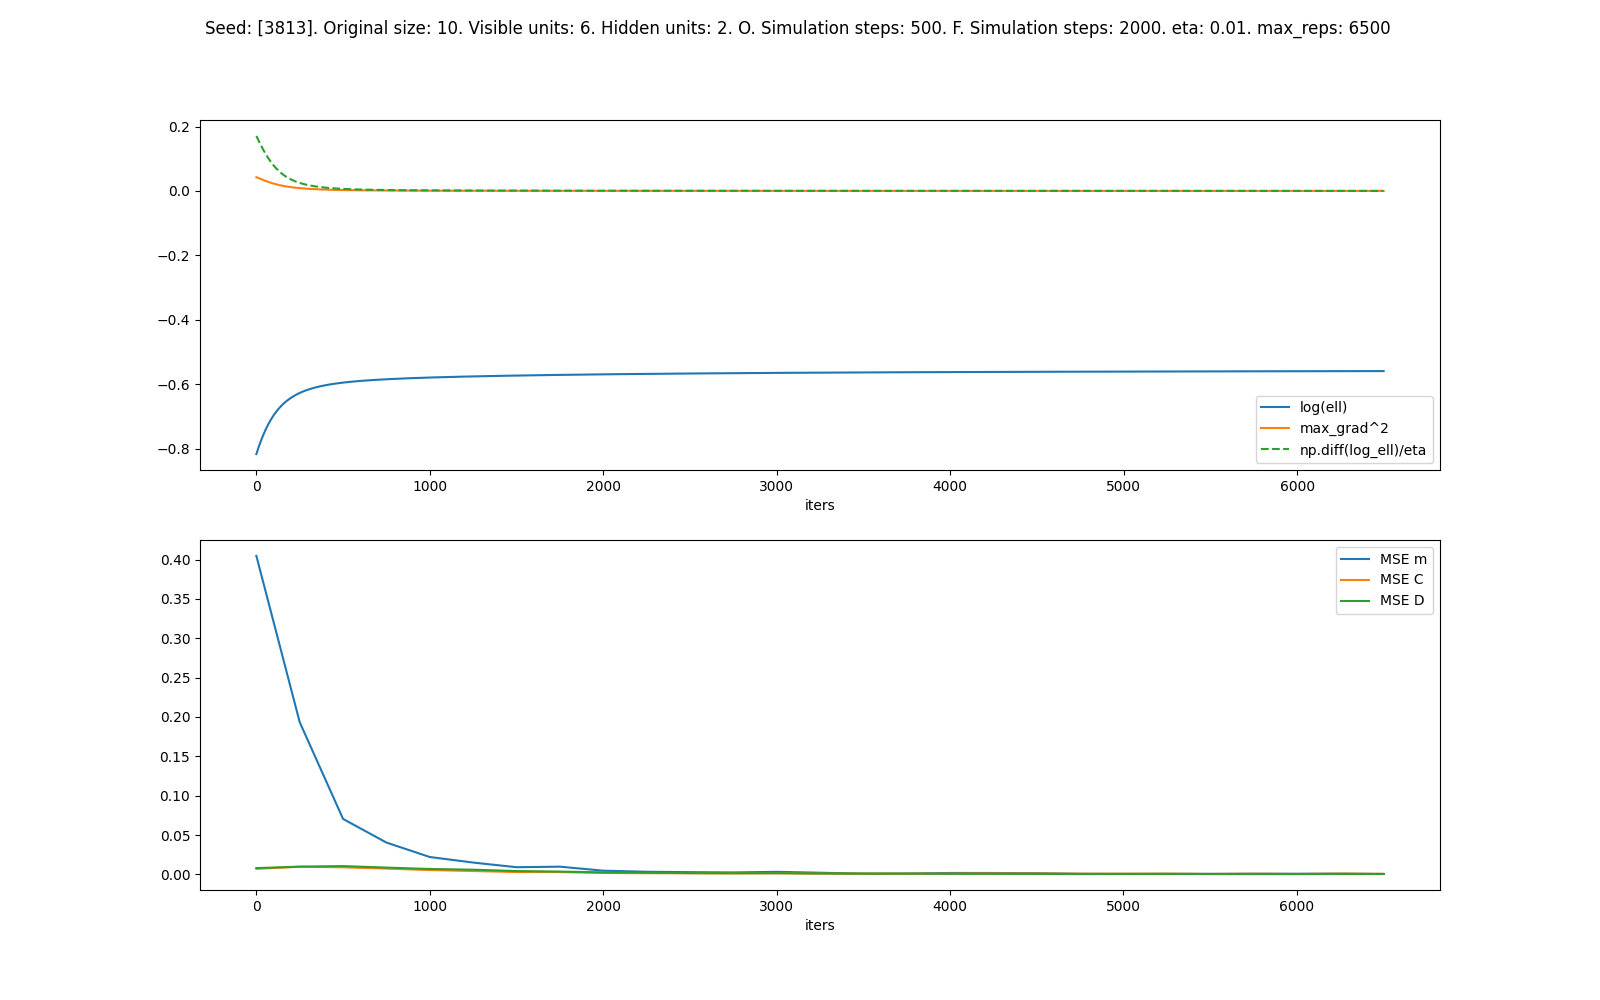 Seed: [3813]. Original size: 10. Visible units: 6. Hidden units: 2. O. Simulation steps: 500. F. Simulation steps: 2000. eta: 0.01. max_reps: 6500
0.2
0.0
−0.2
−0.4
−0.6
−0.8
log(ell)
max_grad^2
np.diff(log_ell)/eta
0 1000 2000 3000 4000 5000 6000
iters
0.40
0.35
0.30
0.25
0.20
0.15
0.10
0.05
0.00
MSE m
MSE C
MSE D
0 1000 2000 3000 4000 5000 6000
iters